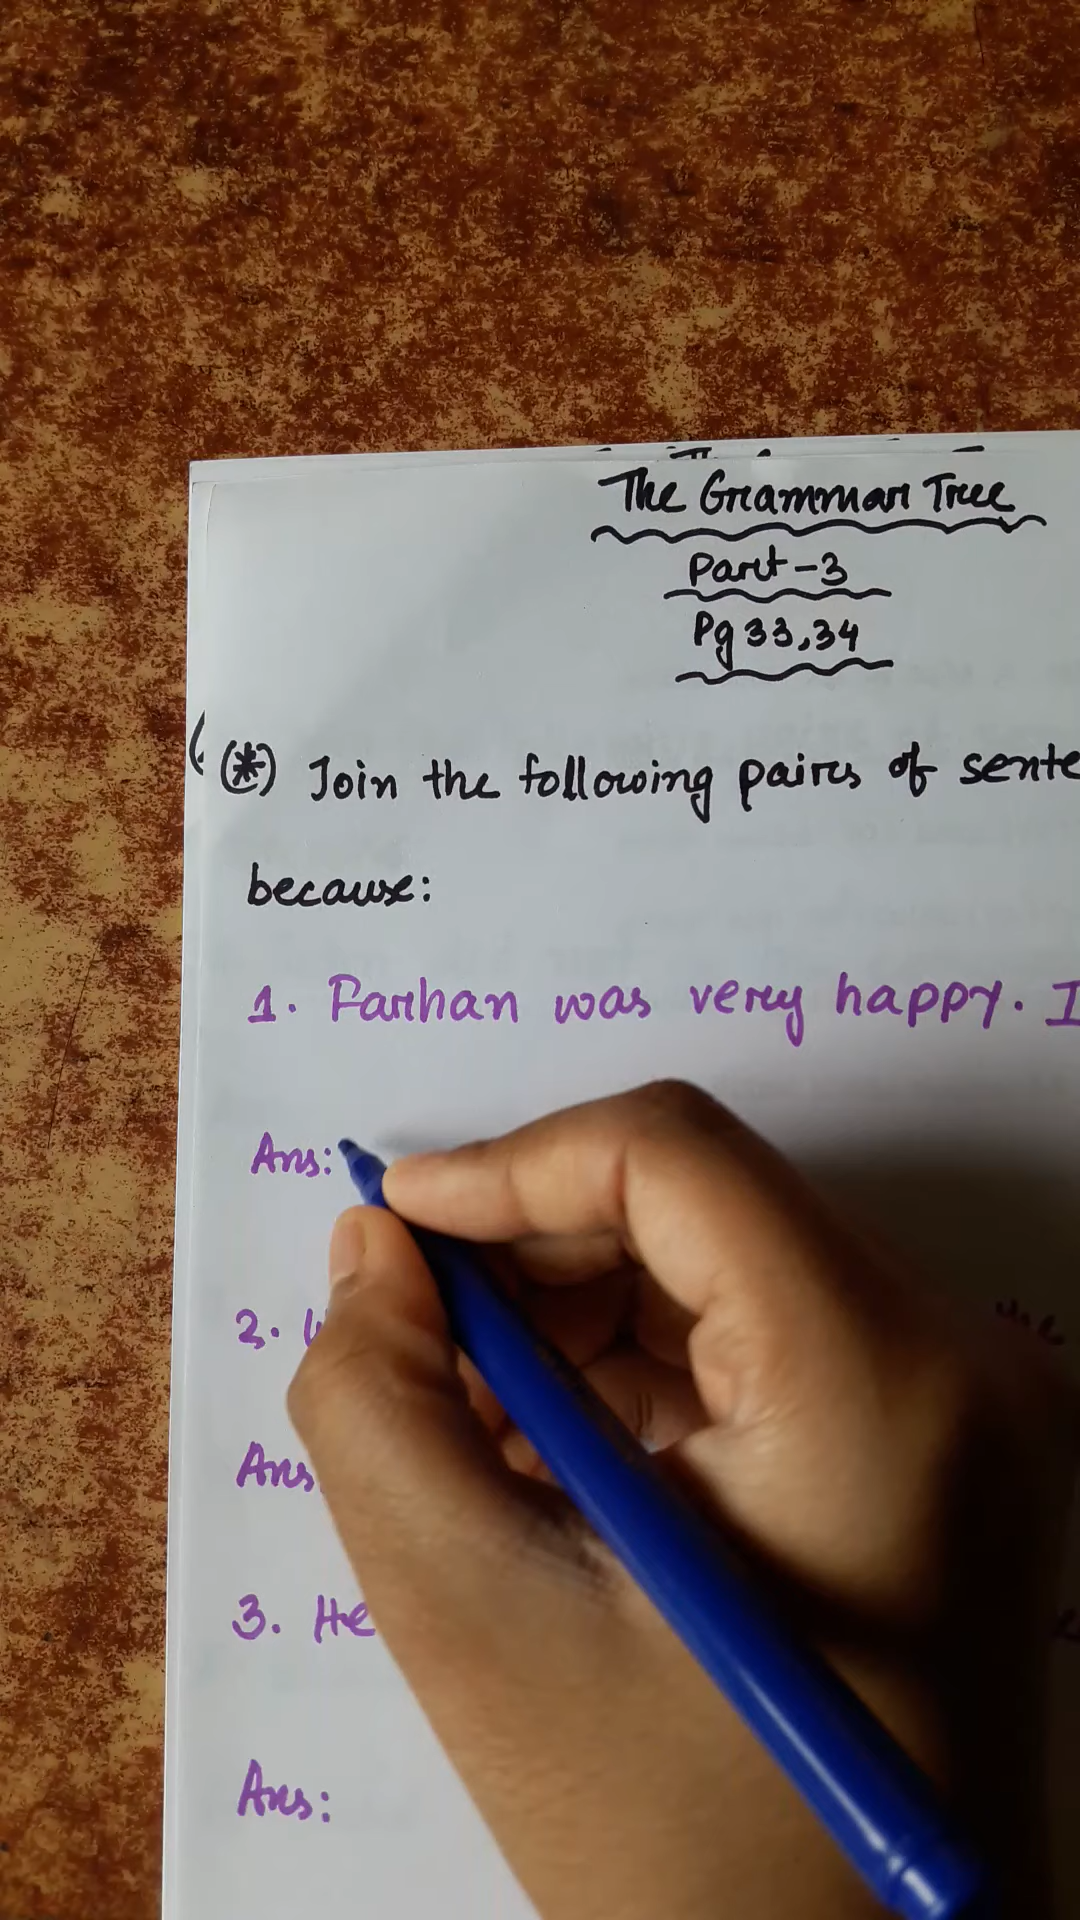 The Grammar Tree
Part-3
Pg 33,34
(*) Join the following pairs of sente
because:
1. Farhan was very happy. I
Ans:
2.
Ans
3. He
Ans: